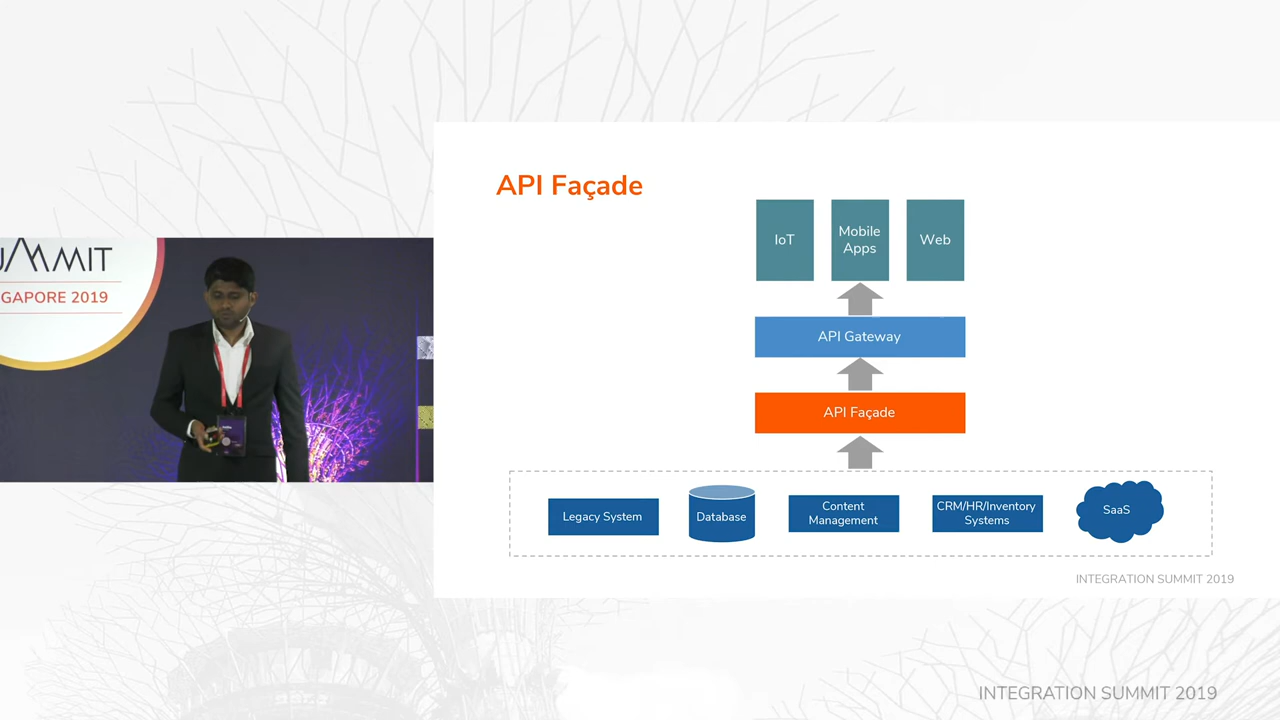 API Façade
IoT
Mobile
Apps
Web
API Gateway
API Façade
Legacy System
Database
Content
Management
CRM/HR/Inventory
Systems
SaaS
INTEGRATION SUMMIT 2019
UMMIT
GAPORE 2019
INTEGRATION SUMMIT 2019